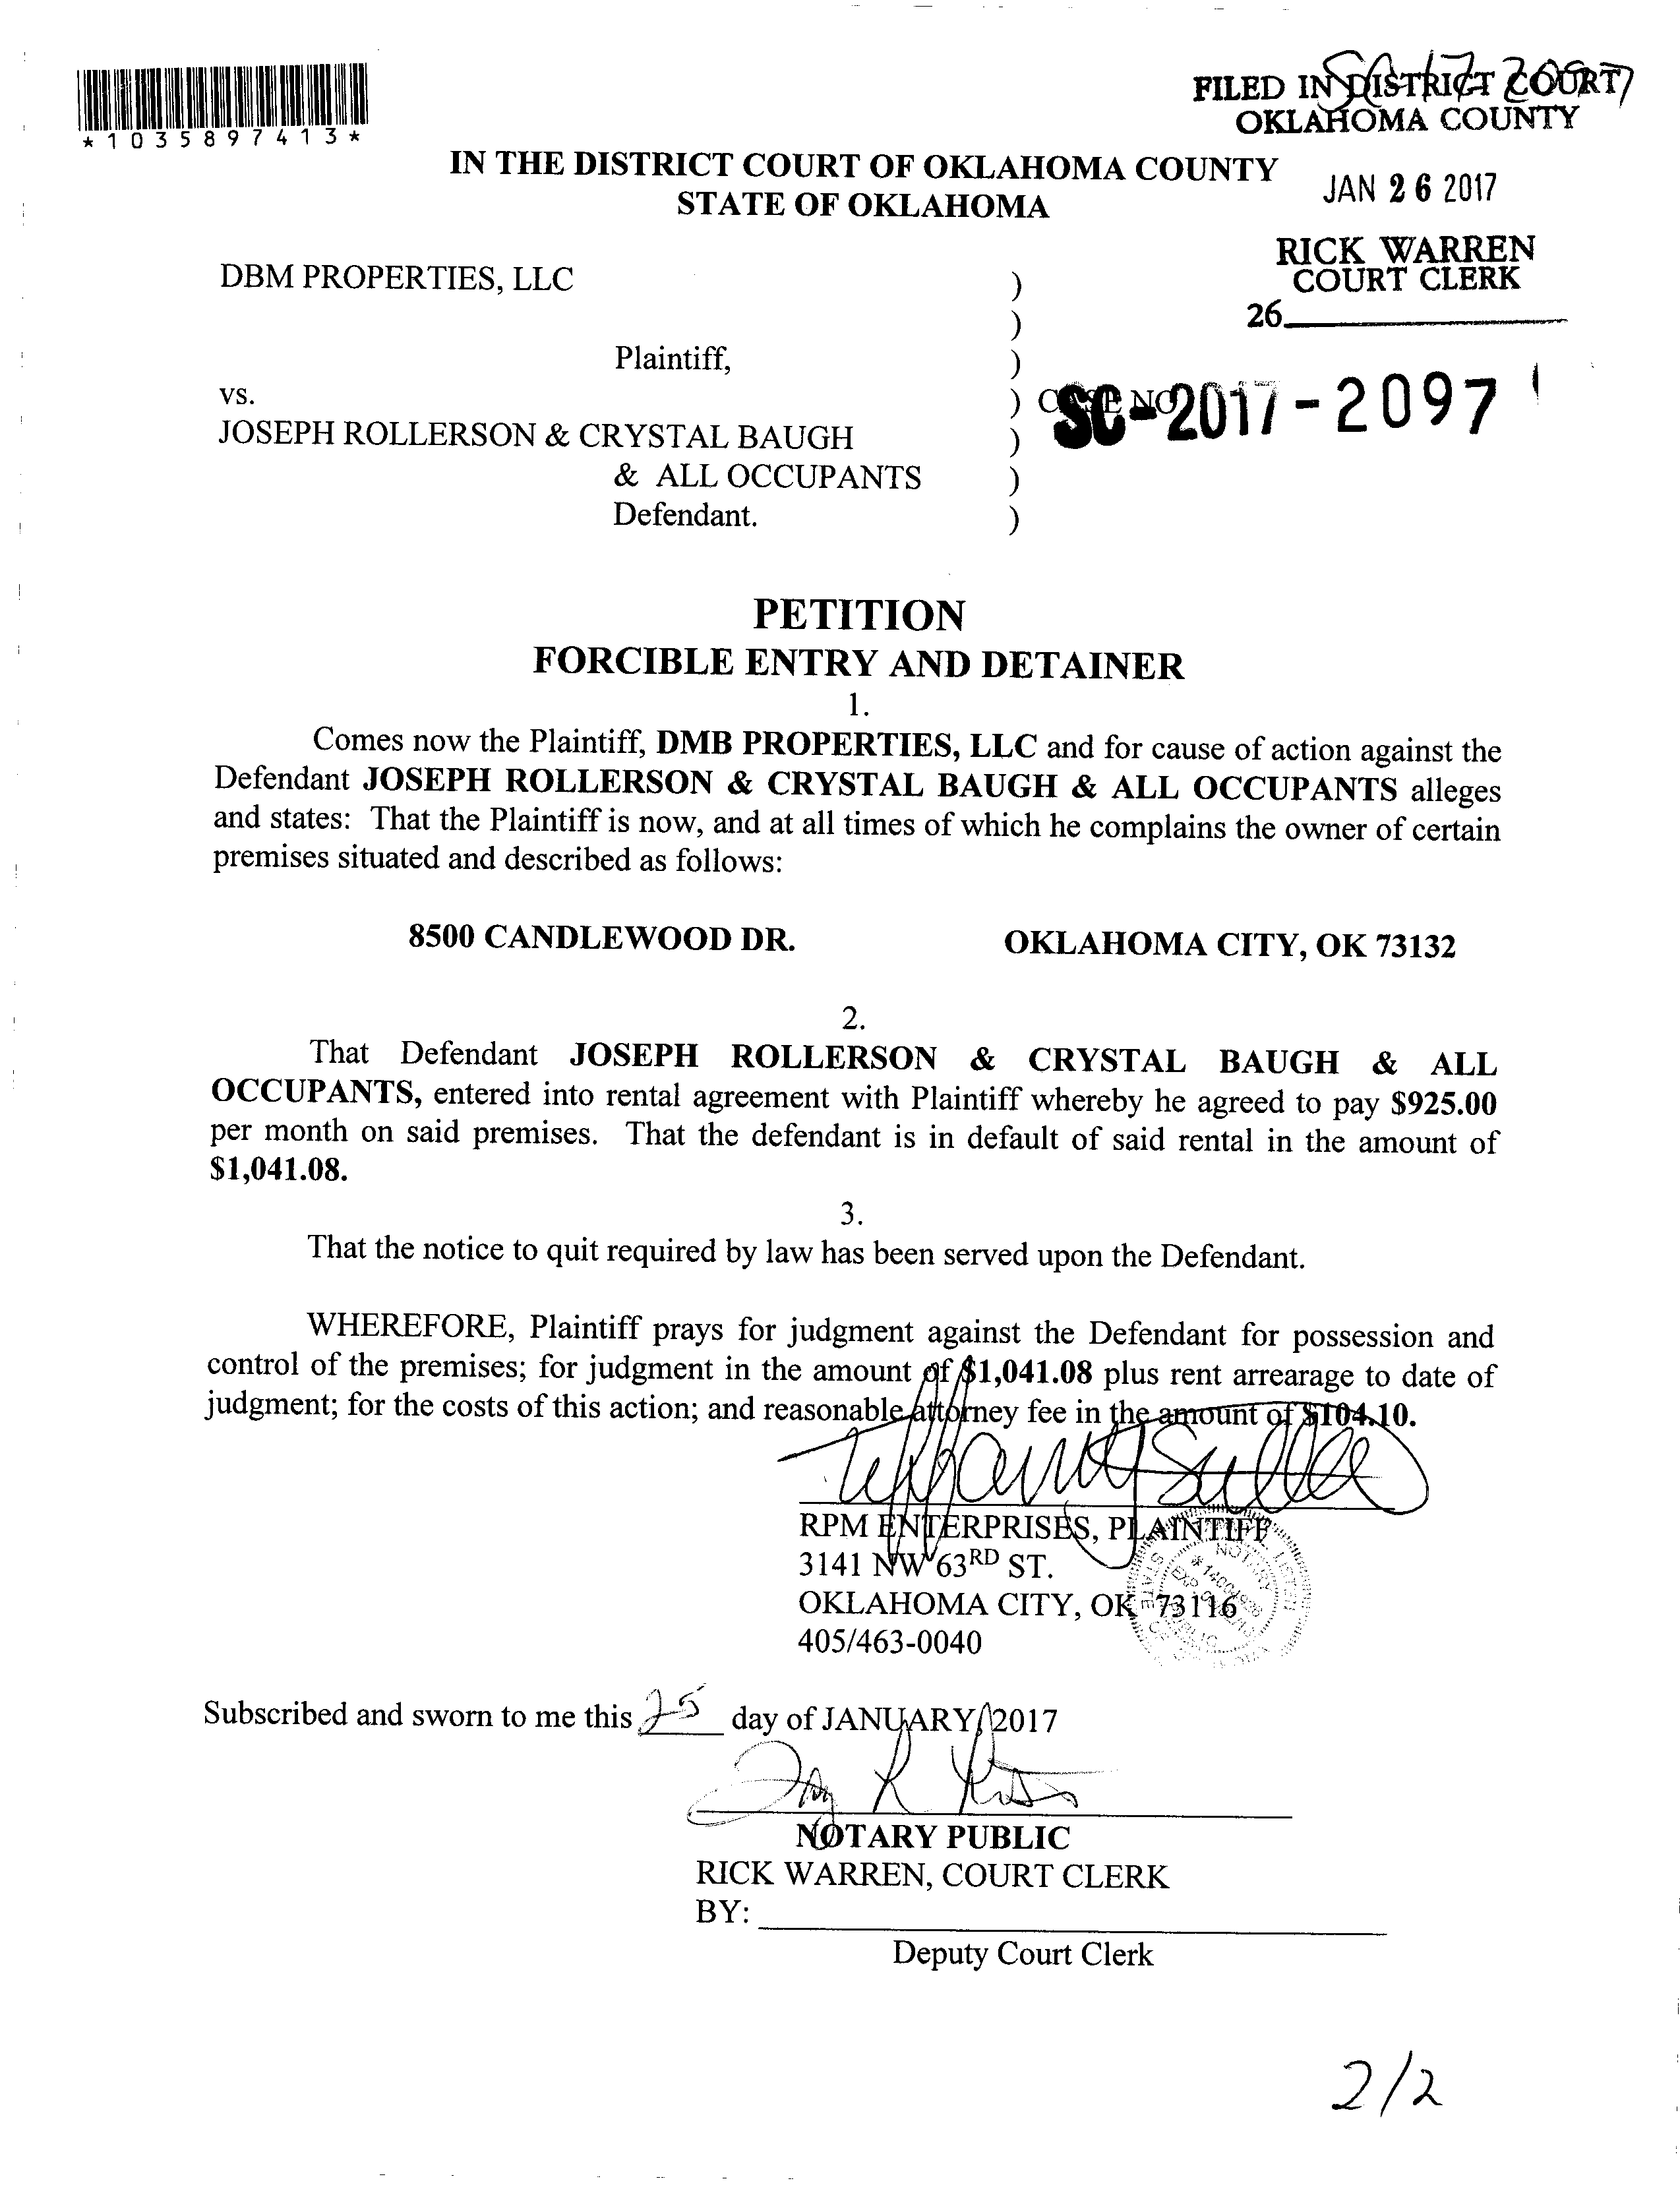 *1035897413*
SC-17-2097
FILED IN DISTRICT COURT
OKLAHOMA COUNTY
IN THE DISTRICT COURT OF OKLAHOMA COUNTY
STATE OF OKLAHOMA
JAN 26 2017
RICK WARREN
COURT CLERK
26
DBM PROPERTIES, LLC )
)
Plaintiff, )
vs. ) CASE NO
SC-2017-2097
JOSEPH ROLLERSON & CRYSTAL BAUGH )
& ALL OCCUPANTS )
Defendant. )
PETITION
FORCIBLE ENTRY AND DETAINER
1.
Comes now the Plaintiff, DMB PROPERTIES, LLC and for cause of action against the
Defendant JOSEPH ROLLERSON & CRYSTAL BAUGH & ALL OCCUPANTS alleges
and states: That the Plaintiff is now, and at all times of which he complains the owner of certain
premises situated and described as follows:
8500 CANDLEWOOD DR. OKLAHOMA CITY, OK 73132
2.
That Defendant JOSEPH ROLLERSON & CRYSTAL BAUGH & ALL
OCCUPANTS, entered into rental agreement with Plaintiff whereby he agreed to pay $925.00
per month on said premises. That the defendant is in default of said rental in the amount of
$1,041.08.
3.
That the notice to quit required by law has been served upon the Defendant.
WHEREFORE, Plaintiff prays for judgment against the Defendant for possession and
control of the premises; for judgment in the amount of $1,041.08 plus rent arrearage to date of
judgment; for the costs of this action; and reasonable attorney fee in the amount of $104.10.
Tiffany
RPM ENTERPRISES, PLAINTIFF
3141 NW 63RD ST.
OKLAHOMA CITY, OK 73116
405/463-0040
NOTARY
PUBLIC
STATE OF
Subscribed and sworn to me this 25 day of JANUARY, 2017
NOTARY PUBLIC
RICK WARREN, COURT CLERK
BY:
Deputy Court Clerk
2/2